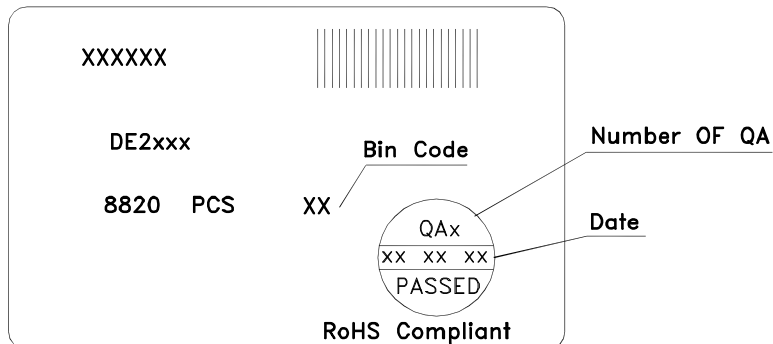 XXXXXX
DE2xxx
Bin Code
Number OF QA
8820 PCS XX
QAx
Date
XX XX XX
PASSED
RoHS Compliant